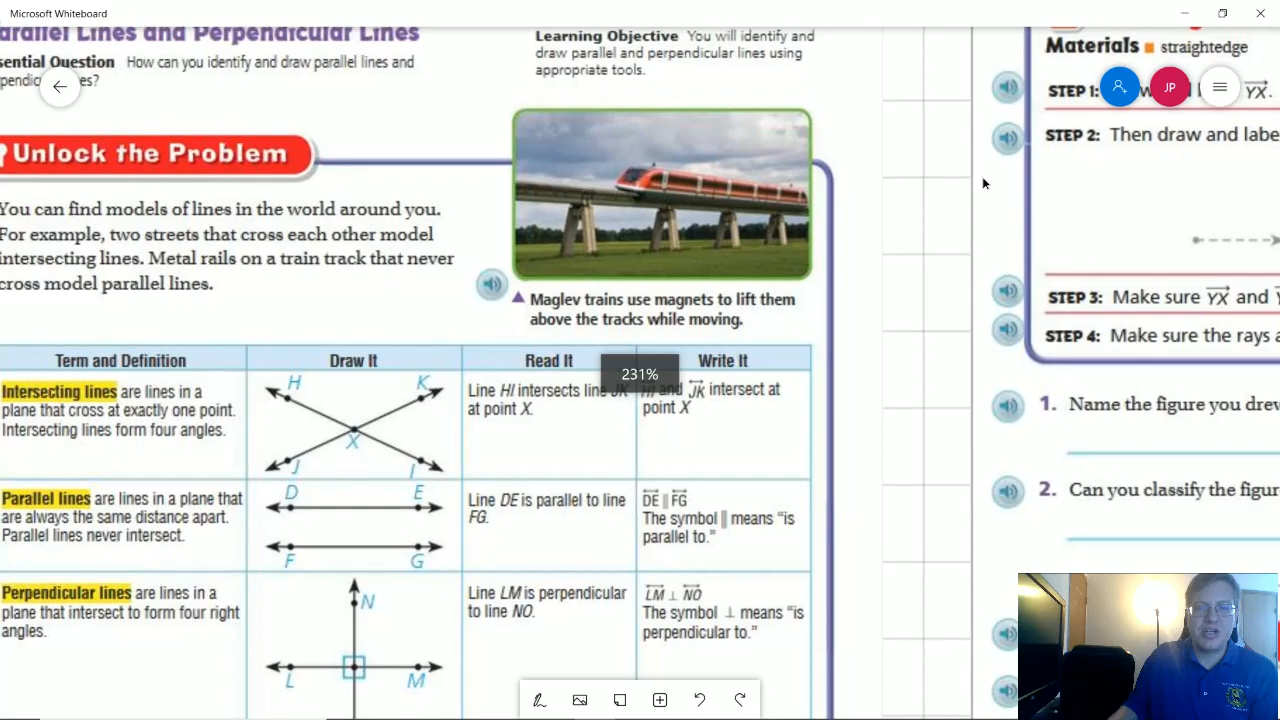 Microsoft Whiteboard
arallel Lines and Perpendicular Lines
sential Question How can you identify and draw parallel lines and
rpendic es?
Learning Objective You will identify and
draw parallel and perpendicular lines using
appropriate tools.
Unlock the Problem
You can find models of lines in the world around you.
For example, two streets that cross each other model
intersecting lines. Metal rails on a train track that never
cross model parallel lines.
Maglev trains use magnets to lift them
above the tracks while moving.
Term and Definition Draw It Read It Write It
231%
Intersecting lines are lines in a
plane that cross at exactly one point.
Intersecting lines form four angles.
H K
X
J I
Line HI intersects line JK
at point X.
HI and JK intersect at
point X
Parallel lines are lines in a plane that
are always the same distance apart.
Parallel lines never intersect.
D E
F G
Line DE is parallel to line
FG.
DE ∥ FG
The symbol ∥ means “is
parallel to.”
Perpendicular lines are lines in a
plane that intersect to form four right
angles.
N
L M
Line LM is perpendicular
to line NO.
LM ⊥ NO
The symbol ⊥ means “is
perpendicular to.”
Materials ■ straightedge
JP
STEP 1: YX.
STEP 2: Then draw and labe
STEP 3: Make sure YX and
STEP 4: Make sure the rays a
1. Name the figure you drew
2. Can you classify the figur